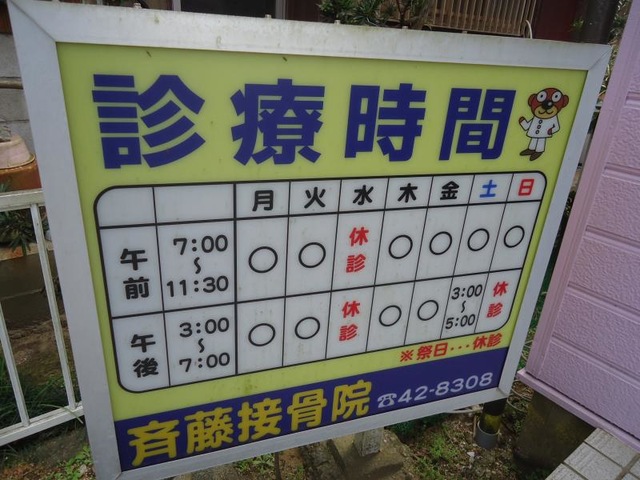 診療時間
月 火 水 木 金 土 日
午前 7:00～11:30 ○ ○ 休診 ○ ○ ○ ○
午後 3:00～7:00 ○ ○ 休診 ○ ○ 3:00～5:00 休診
※祭日・・・休診
斉藤接骨院 ☎42-8308